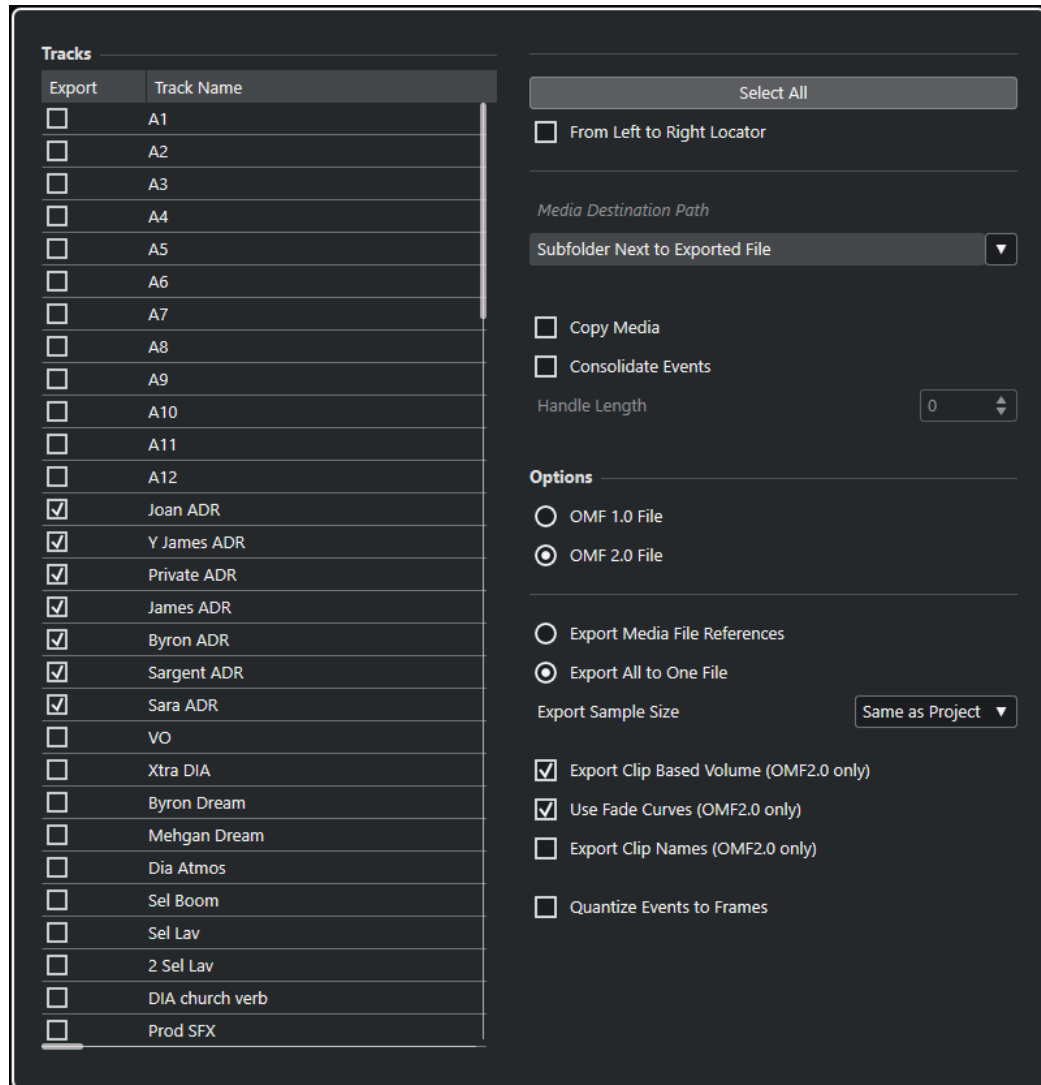 Tracks
Export Track Name
A1
A2
A3
A4
A5
A6
A7
A8
A9
A10
A11
A12
Joan ADR
Y James ADR
Private ADR
James ADR
Byron ADR
Sargent ADR
Sara ADR
VO
Xtra DIA
Byron Dream
Mehgan Dream
Dia Atmos
Sel Boom
Sel Lav
2 Sel Lav
DIA church verb
Prod SFX
Select All
From Left to Right Locator
Media Destination Path
Subfolder Next to Exported File
Copy Media
Consolidate Events
Handle Length 0
Options
OMF 1.0 File
OMF 2.0 File
Export Media File References
Export All to One File
Export Sample Size Same as Project
Export Clip Based Volume (OMF2.0 only)
Use Fade Curves (OMF2.0 only)
Export Clip Names (OMF2.0 only)
Quantize Events to Frames